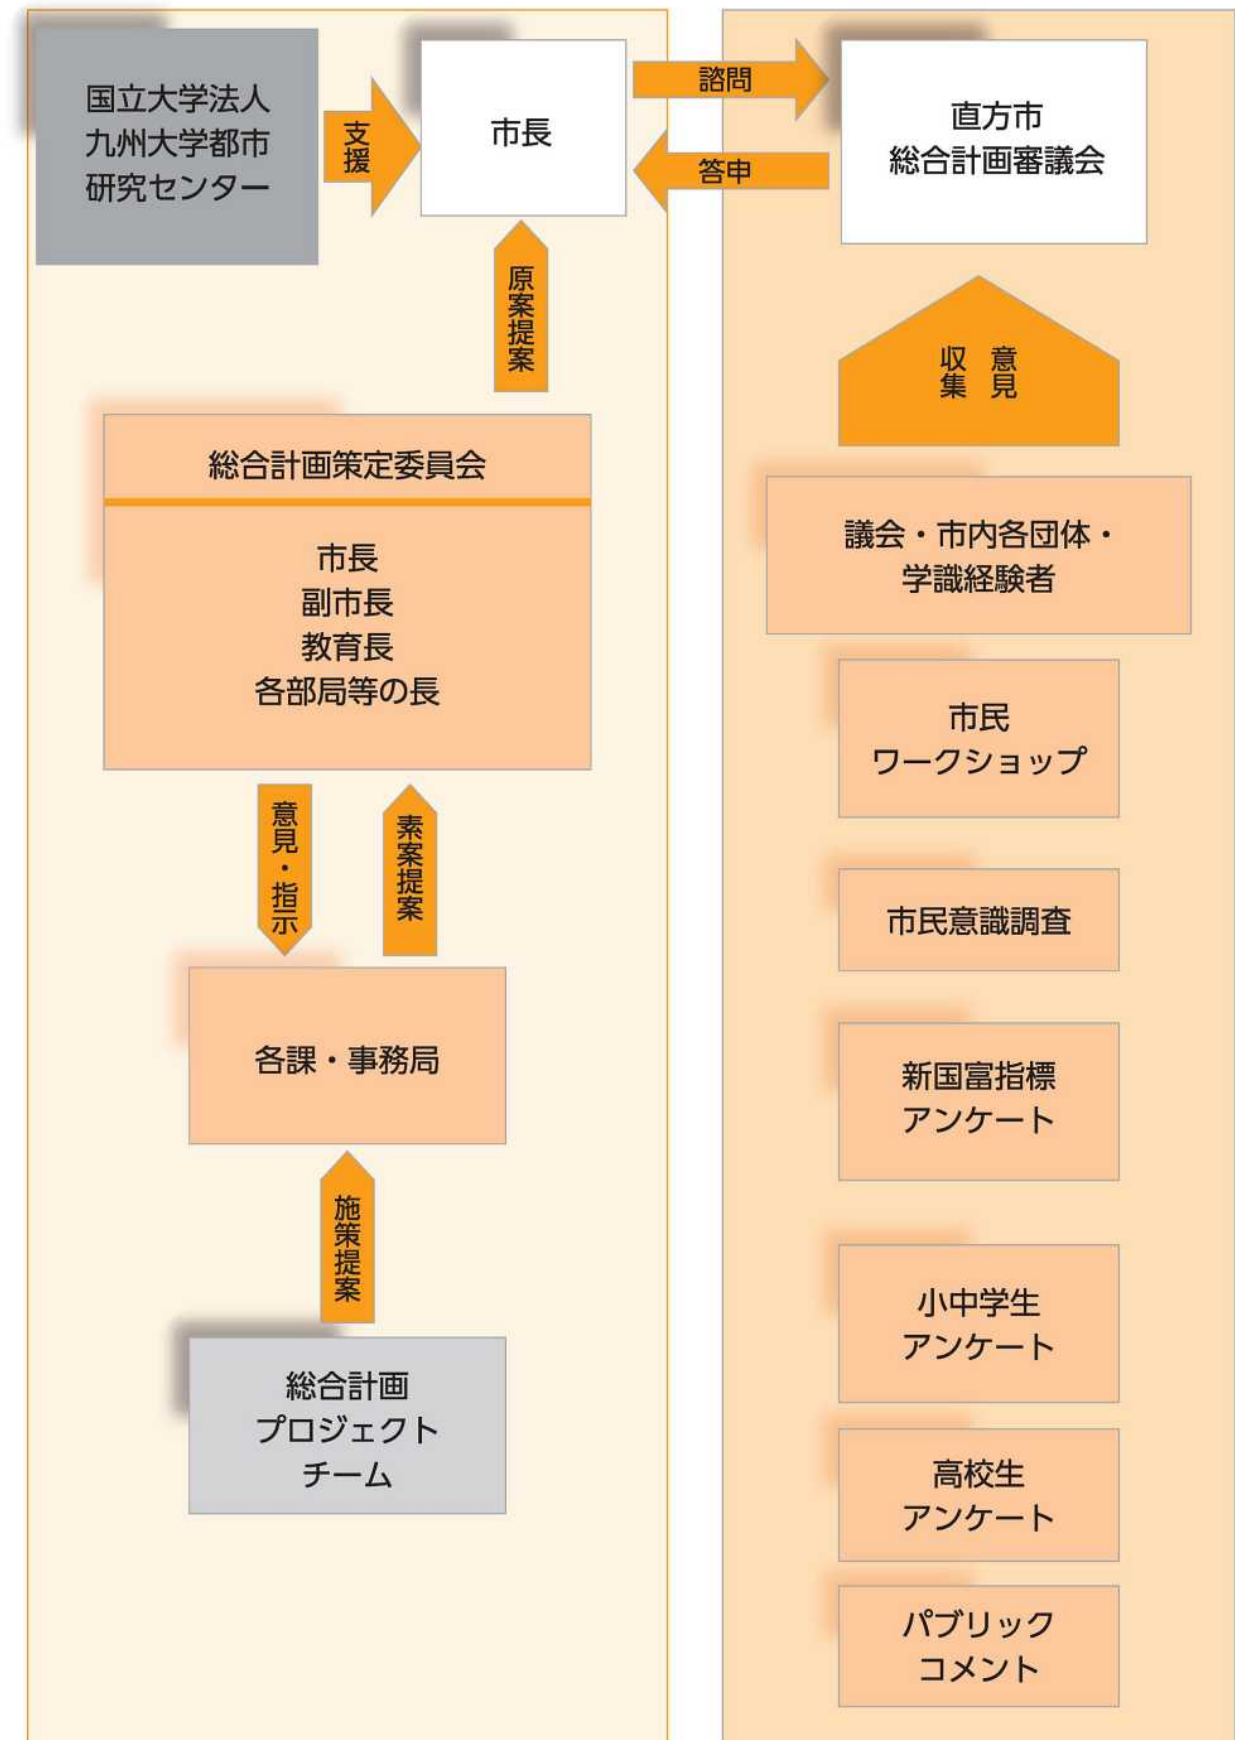 国立大学法人
九州大学都市
研究センター
支援
市長
諮問
答申
直方市
総合計画審議会
原案提案
総合計画策定委員会
市長
副市長
教育長
各部局等の長
意見・指示
素案提案
各課・事務局
施策提案
総合計画
プロジェクト
チーム
意見
収集
議会・市内各団体・
学識経験者
市民
ワークショップ
市民意識調査
新国富指標
アンケート
小中学生
アンケート
高校生
アンケート
パブリック
コメント